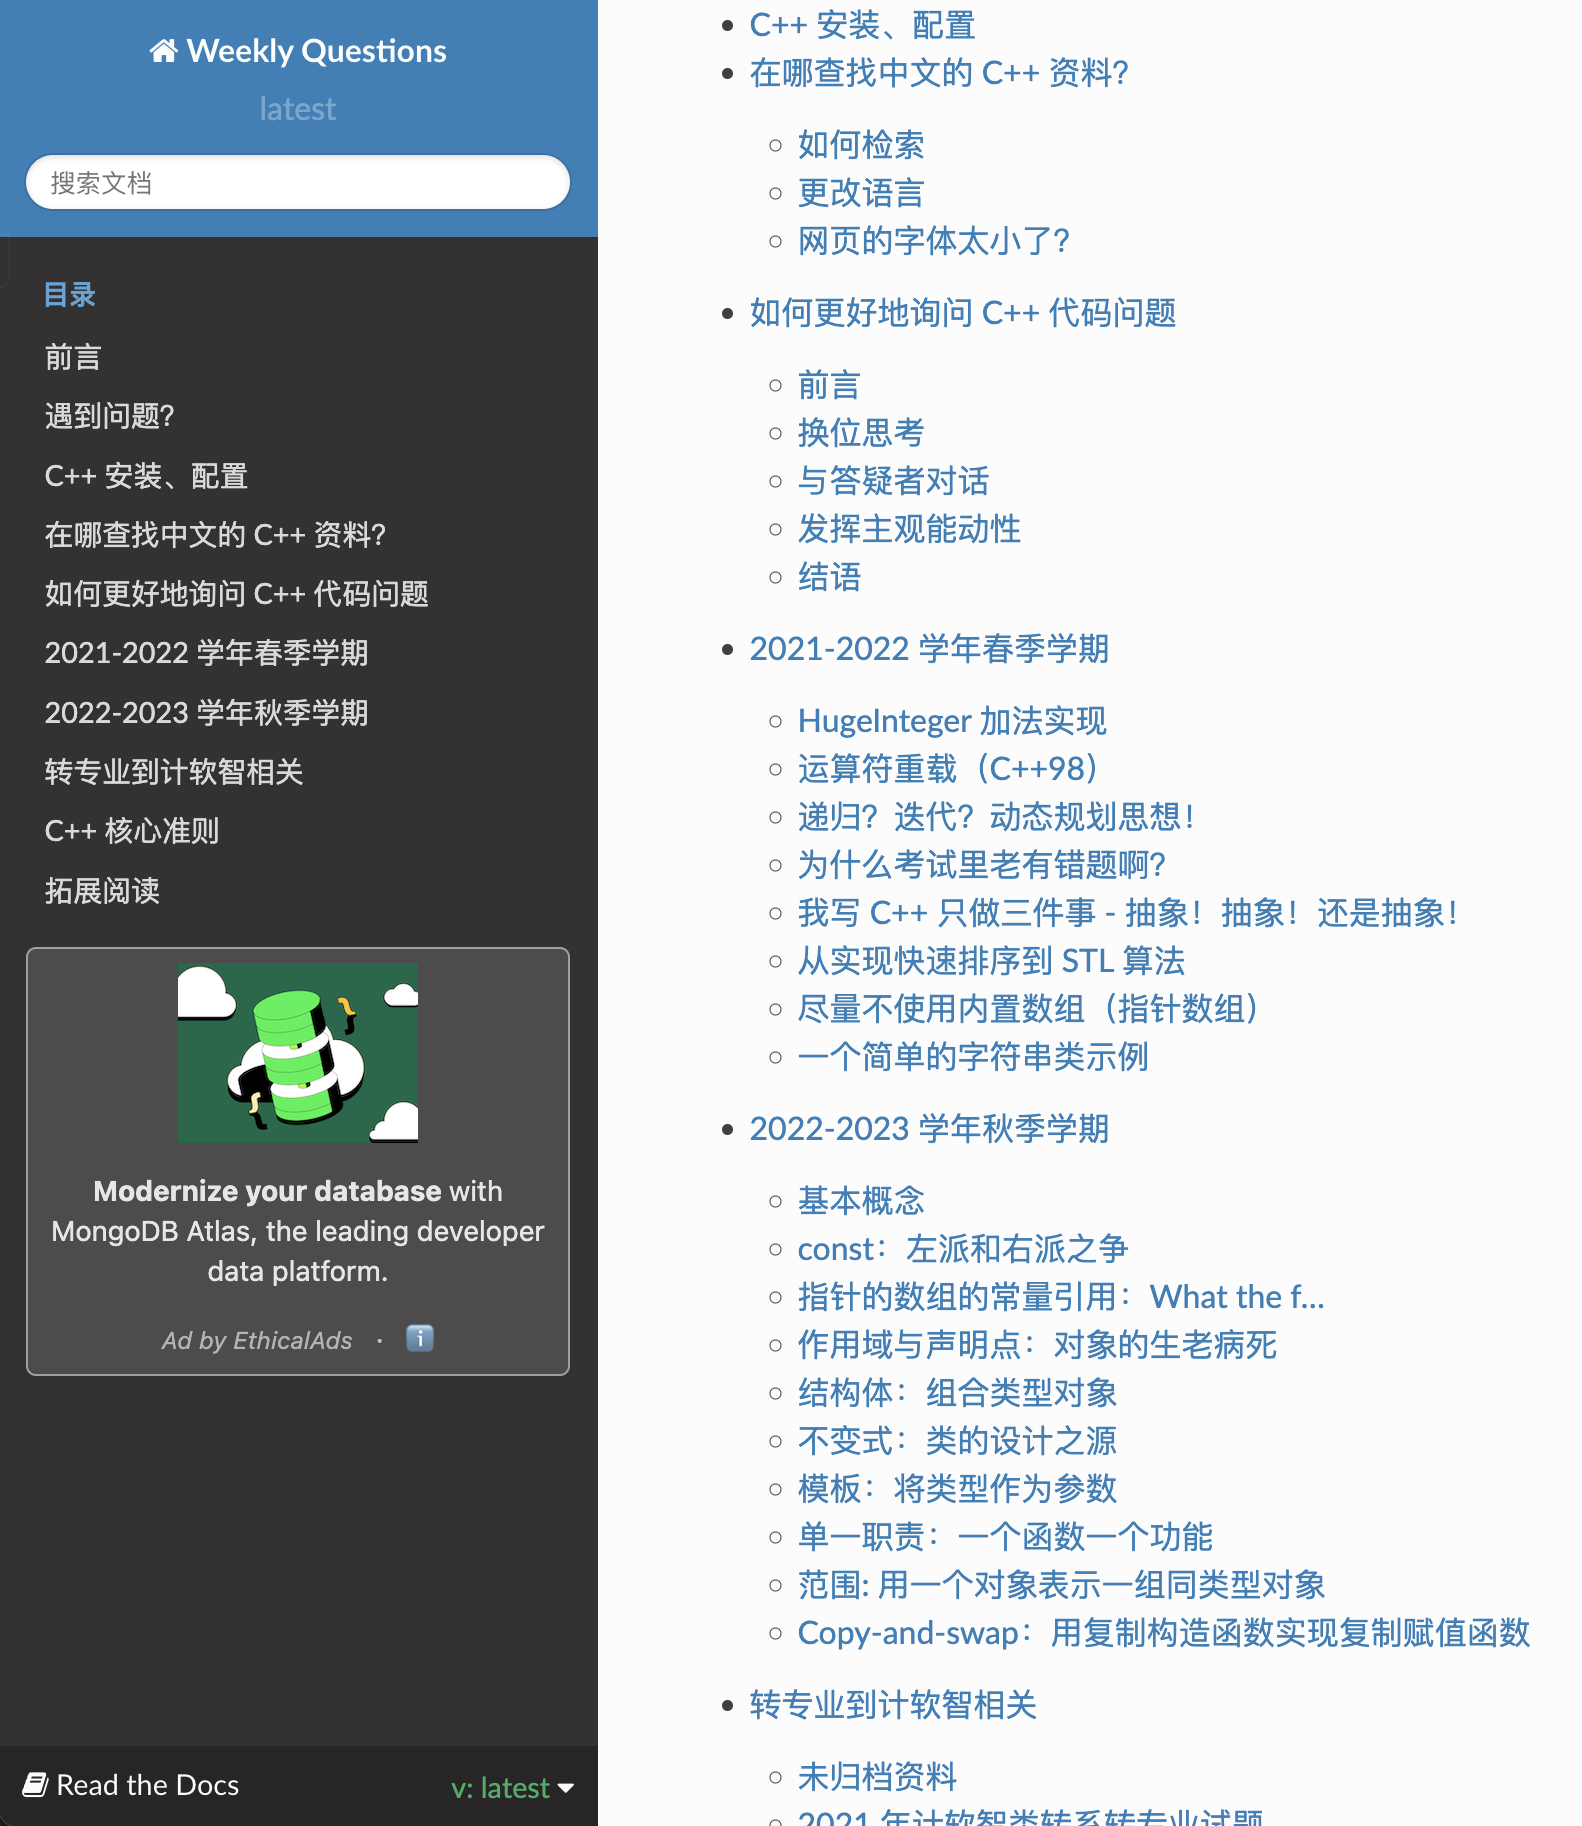 Weekly Questions
latest
搜索文档
目录
前言
遇到问题?
C++ 安装、配置
在哪查找中文的 C++ 资料?
如何更好地询问 C++ 代码问题
2021-2022 学年春季学期
2022-2023 学年秋季学期
转专业到计软智相关
C++ 核心准则
拓展阅读
Modernize your database with
MongoDB Atlas, the leading developer
data platform.
Ad by EthicalAds · ℹ️
Read the Docs
v: latest
C++ 安装、配置
在哪查找中文的 C++ 资料?
如何检索
更改语言
网页的字体太小了?
如何更好地询问 C++ 代码问题
前言
换位思考
与答疑者对话
发挥主观能动性
结语
2021-2022 学年春季学期
HugeInteger 加法实现
运算符重载（C++98）
递归？迭代？动态规划思想！
为什么考试里老有错题啊?
我写 C++ 只做三件事 - 抽象！抽象！还是抽象！
从实现快速排序到 STL 算法
尽量不使用内置数组（指针数组）
一个简单的字符串类示例
2022-2023 学年秋季学期
基本概念
const：左派和右派之争
指针的数组的常量引用：What the f...
作用域与声明点：对象的生老病死
结构体：组合类型对象
不变式：类的设计之源
模板：将类型作为参数
单一职责：一个函数一个功能
范围: 用一个对象表示一组同类型对象
Copy-and-swap：用复制构造函数实现复制赋值函数
转专业到计软智相关
未归档资料
2021 年计软智类转系转专业试题